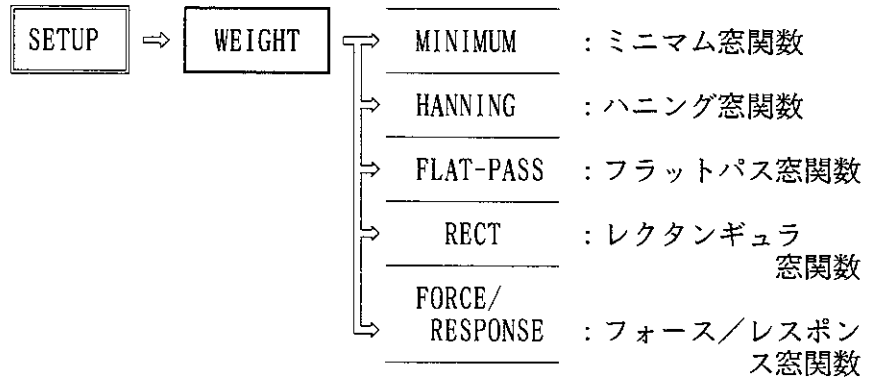 SETUP ⇨ WEIGHT ⇨ MINIMUM : ミニマム窓関数
⇨ HANNING : ハニング窓関数
⇨ FLAT-PASS : フラットパス窓関数
⇨ RECT : レクタンギュラ
窓関数
FORCE/
⇨ RESPONSE : フォース／レスポン
ス窓関数